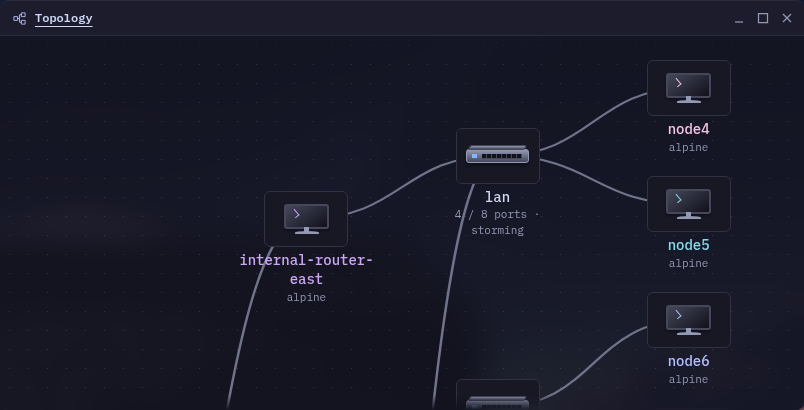 Topology
node4
alpine
lan
4 / 8 ports ·
storming
node5
alpine
internal-router-
east
alpine
node6
alpine